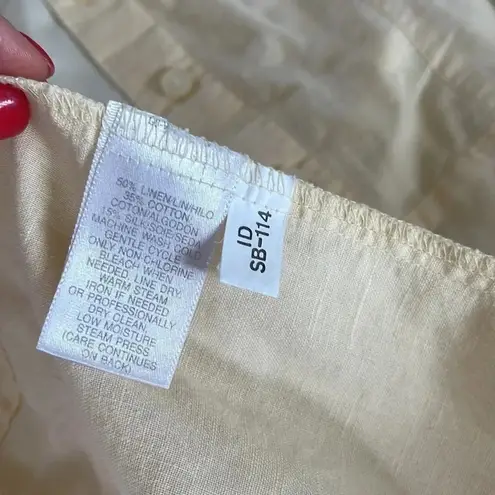 50% LINEN/LIN/HILO
35% COTTON/
COTON/ALGODON
SILK/SOIE/SEDA
MACHINE WASH COLD
GENTLE CYCLE
ONLY NON CHLORINE
BLEACH WHEN
NEEDED. LINE DRY.
WARM STEAM
IRON IF NEEDED
OR PROFESSIONALLY
DRY CLEAN,
LOW MOISTURE
STEAM PRESS
(CARE CONTINUES
ON BACK)
ID
SB-114